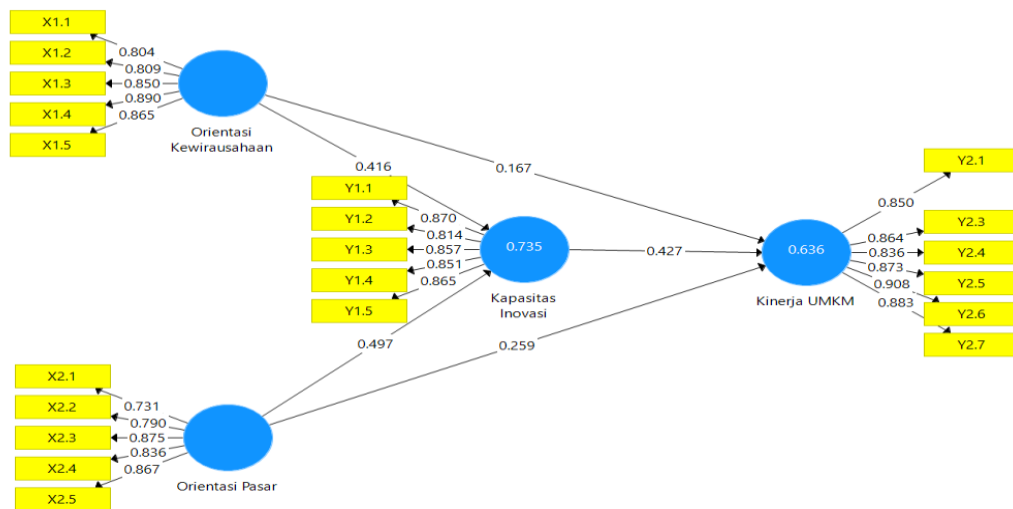 X1.1
X1.2
X1.3
X1.4
X1.5
0.804
0.809
0.850
0.890
0.865
Orientasi
Kewirausahaan
0.416
0.167
Y1.1
Y1.2
Y1.3
Y1.4
Y1.5
0.870
0.814
0.857
0.851
0.865
0.735
Kapasitas
Inovasi
0.427
0.636
Kinerja UMKM
0.850
0.864
0.836
0.873
0.908
0.883
Y2.1
Y2.3
Y2.4
Y2.5
Y2.6
Y2.7
0.497
0.259
X2.1
X2.2
X2.3
X2.4
X2.5
0.731
0.790
0.875
0.836
0.867
Orientasi Pasar